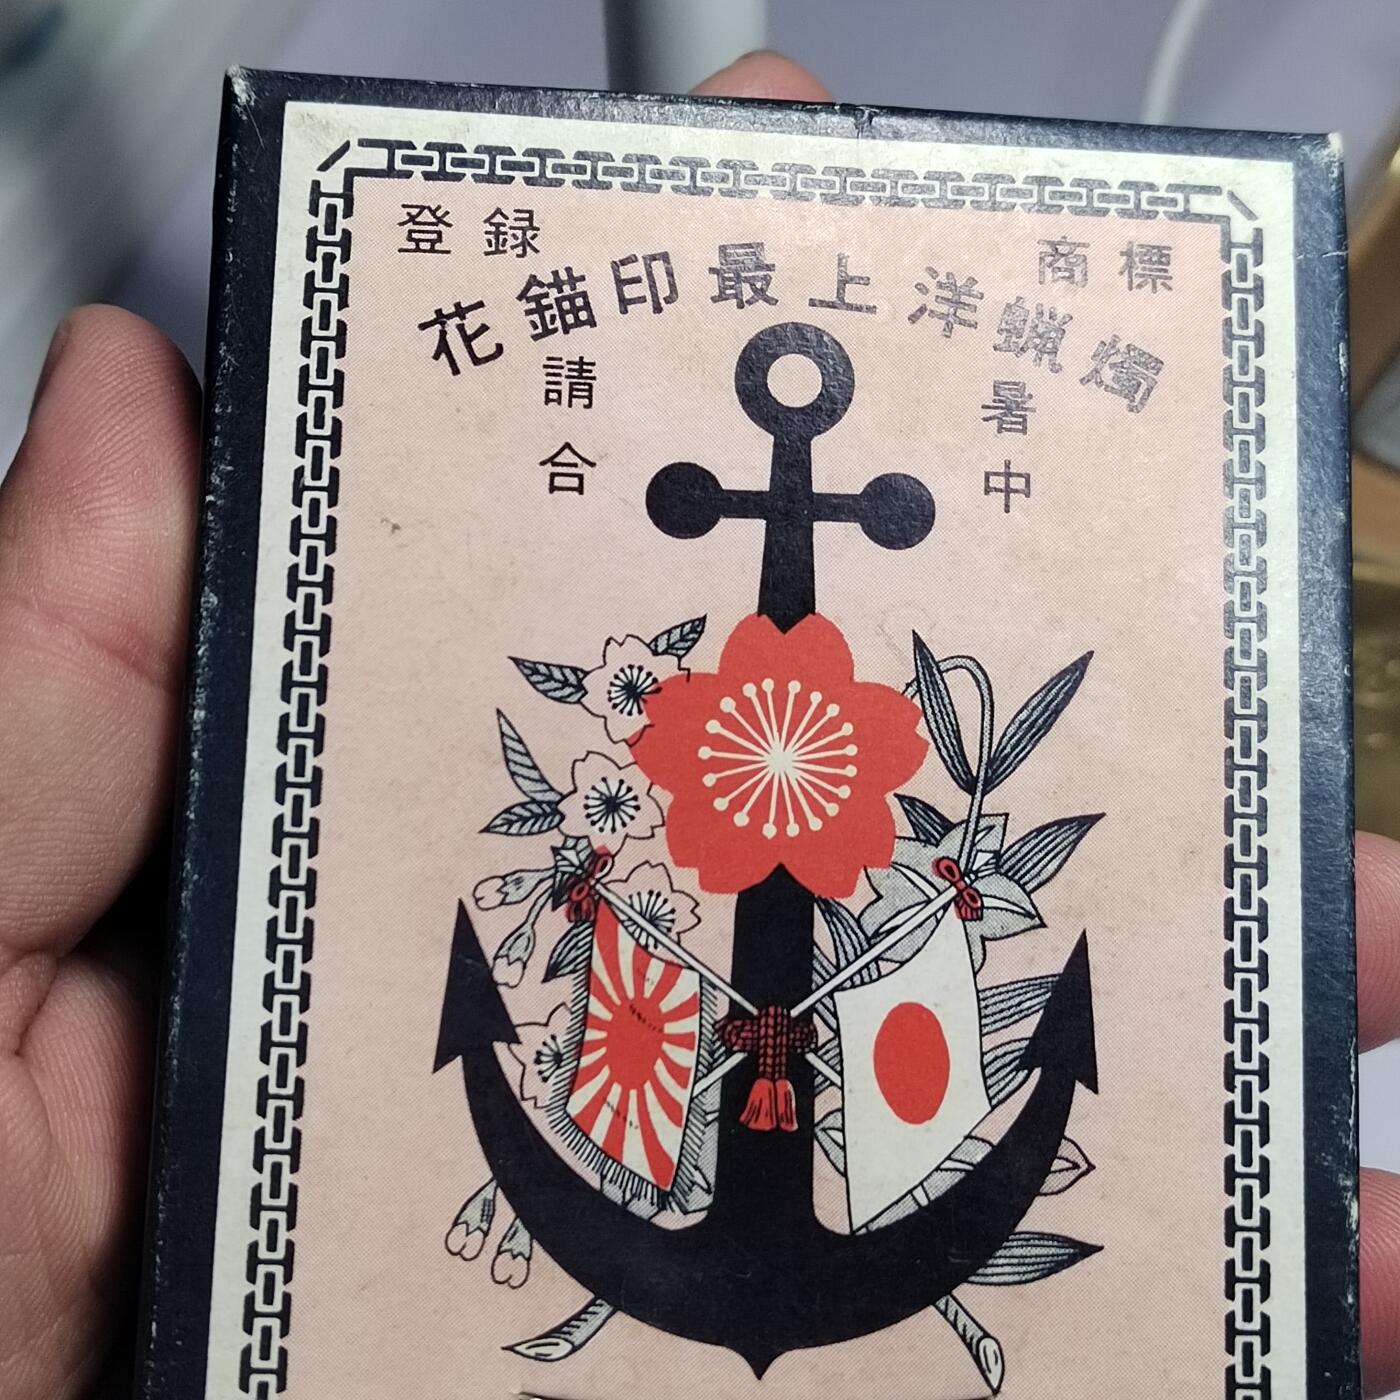 登録 商標
花錨印最上洋蝋燭
請合
暑中